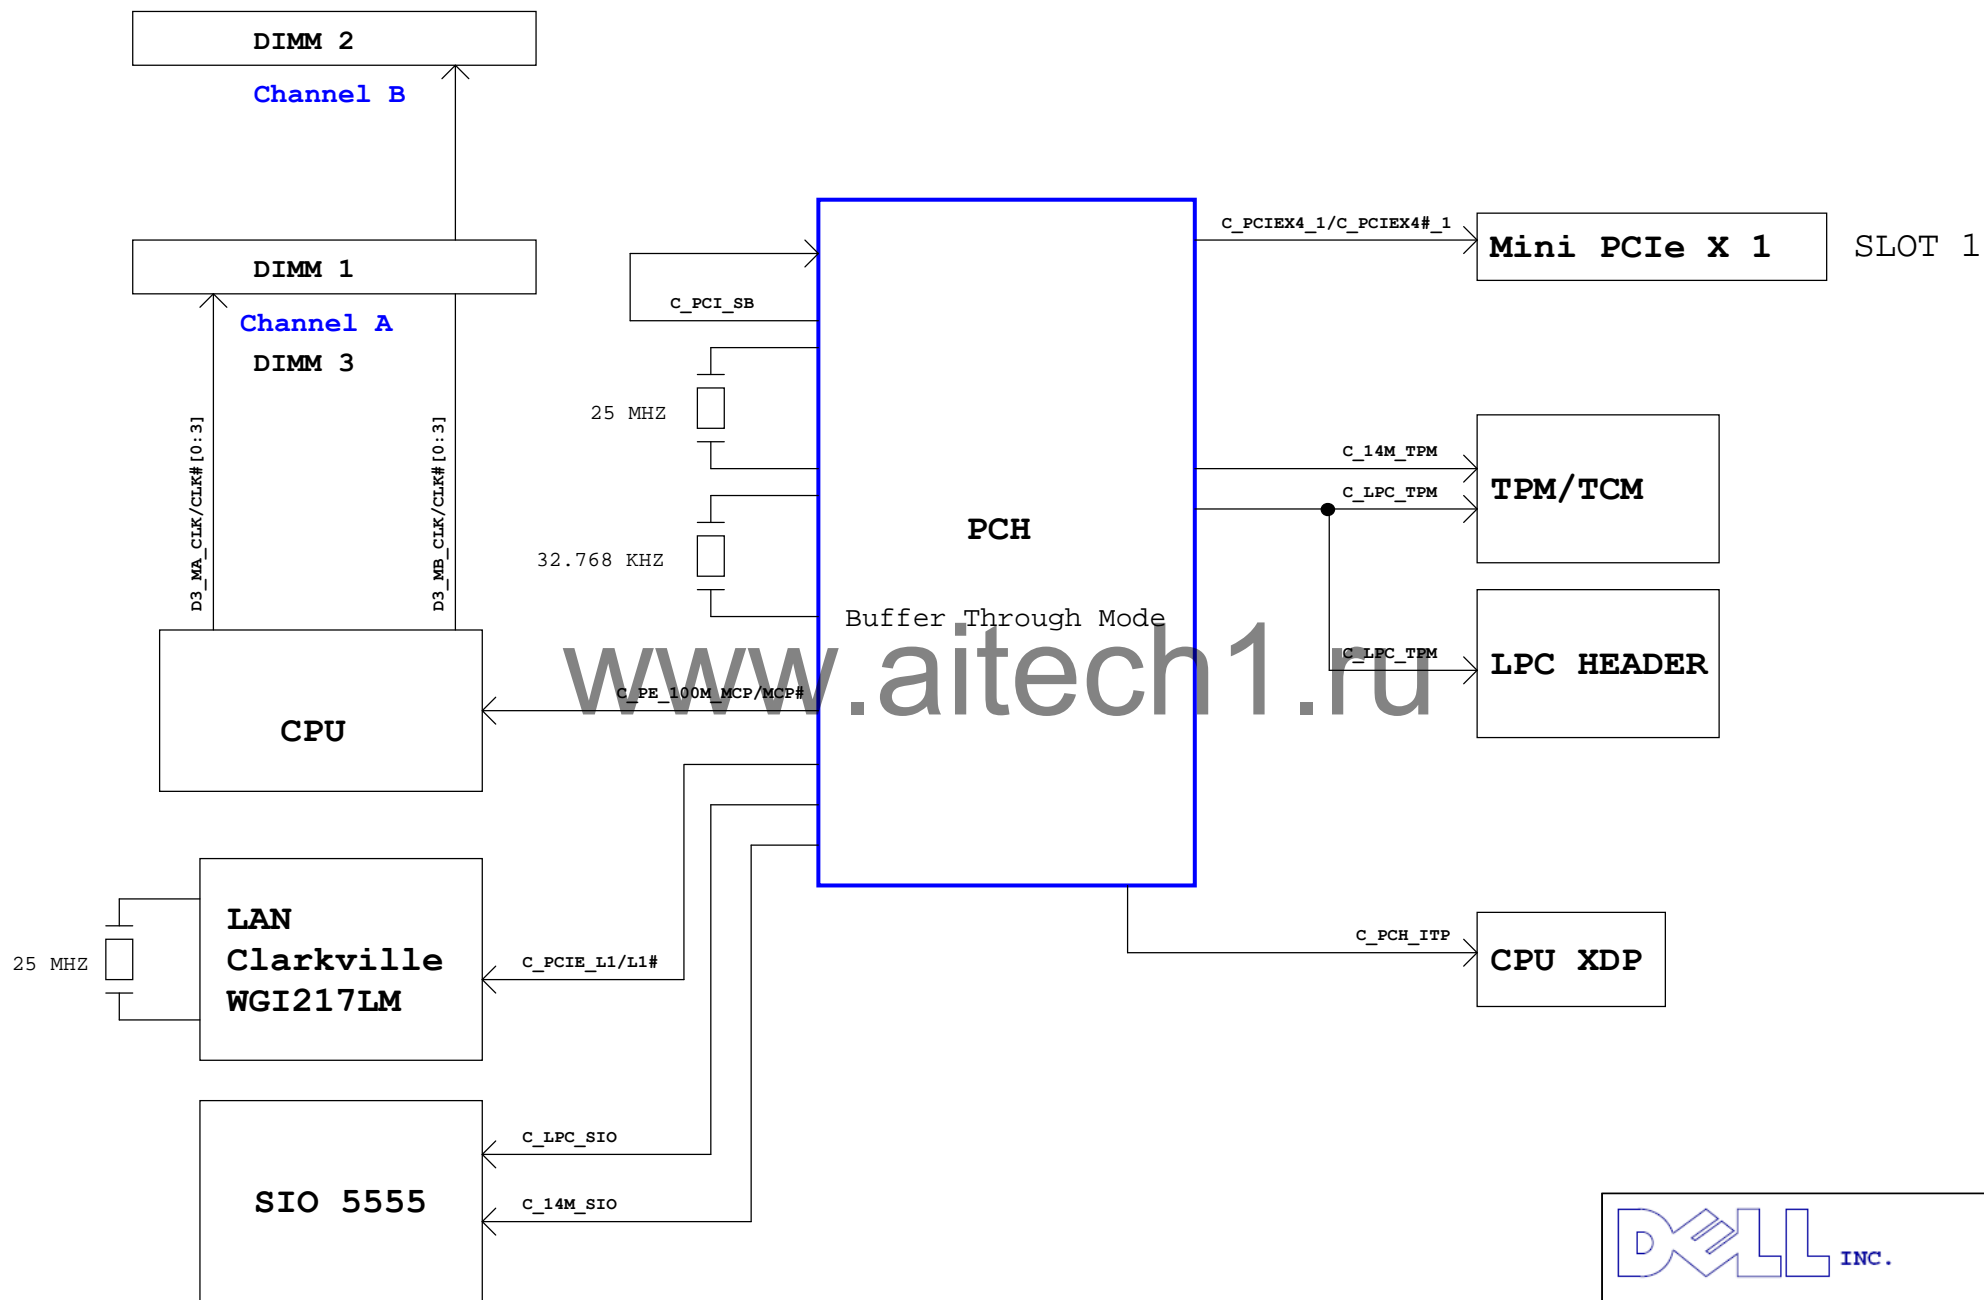 DIMM 2
Channel B
DIMM 1
Channel A
DIMM 3
D3_MA_CLK/CLK#[0:3]
D3_MB_CLK/CLK#[0:3]
C_PCI_SB
25 MHZ
32.768 KHZ
PCH
Buffer Through Mode
C_PCIEX4_1/C_PCIEX4#_1
Mini PCIe X 1
SLOT 1
C_14M_TPM
C_LPC_TPM
TPM/TCM
C_LPC_TPM
LPC HEADER
www.aitech1.ru
C_PE_100M_MCP/MCP#
CPU
LAN
Clarkville
WGI217LM
25 MHZ
C_PCIE_L1/L1#
C_PCH_ITP
CPU XDP
C_LPC_SIO
SIO 5555
C_14M_SIO
DELL INC.